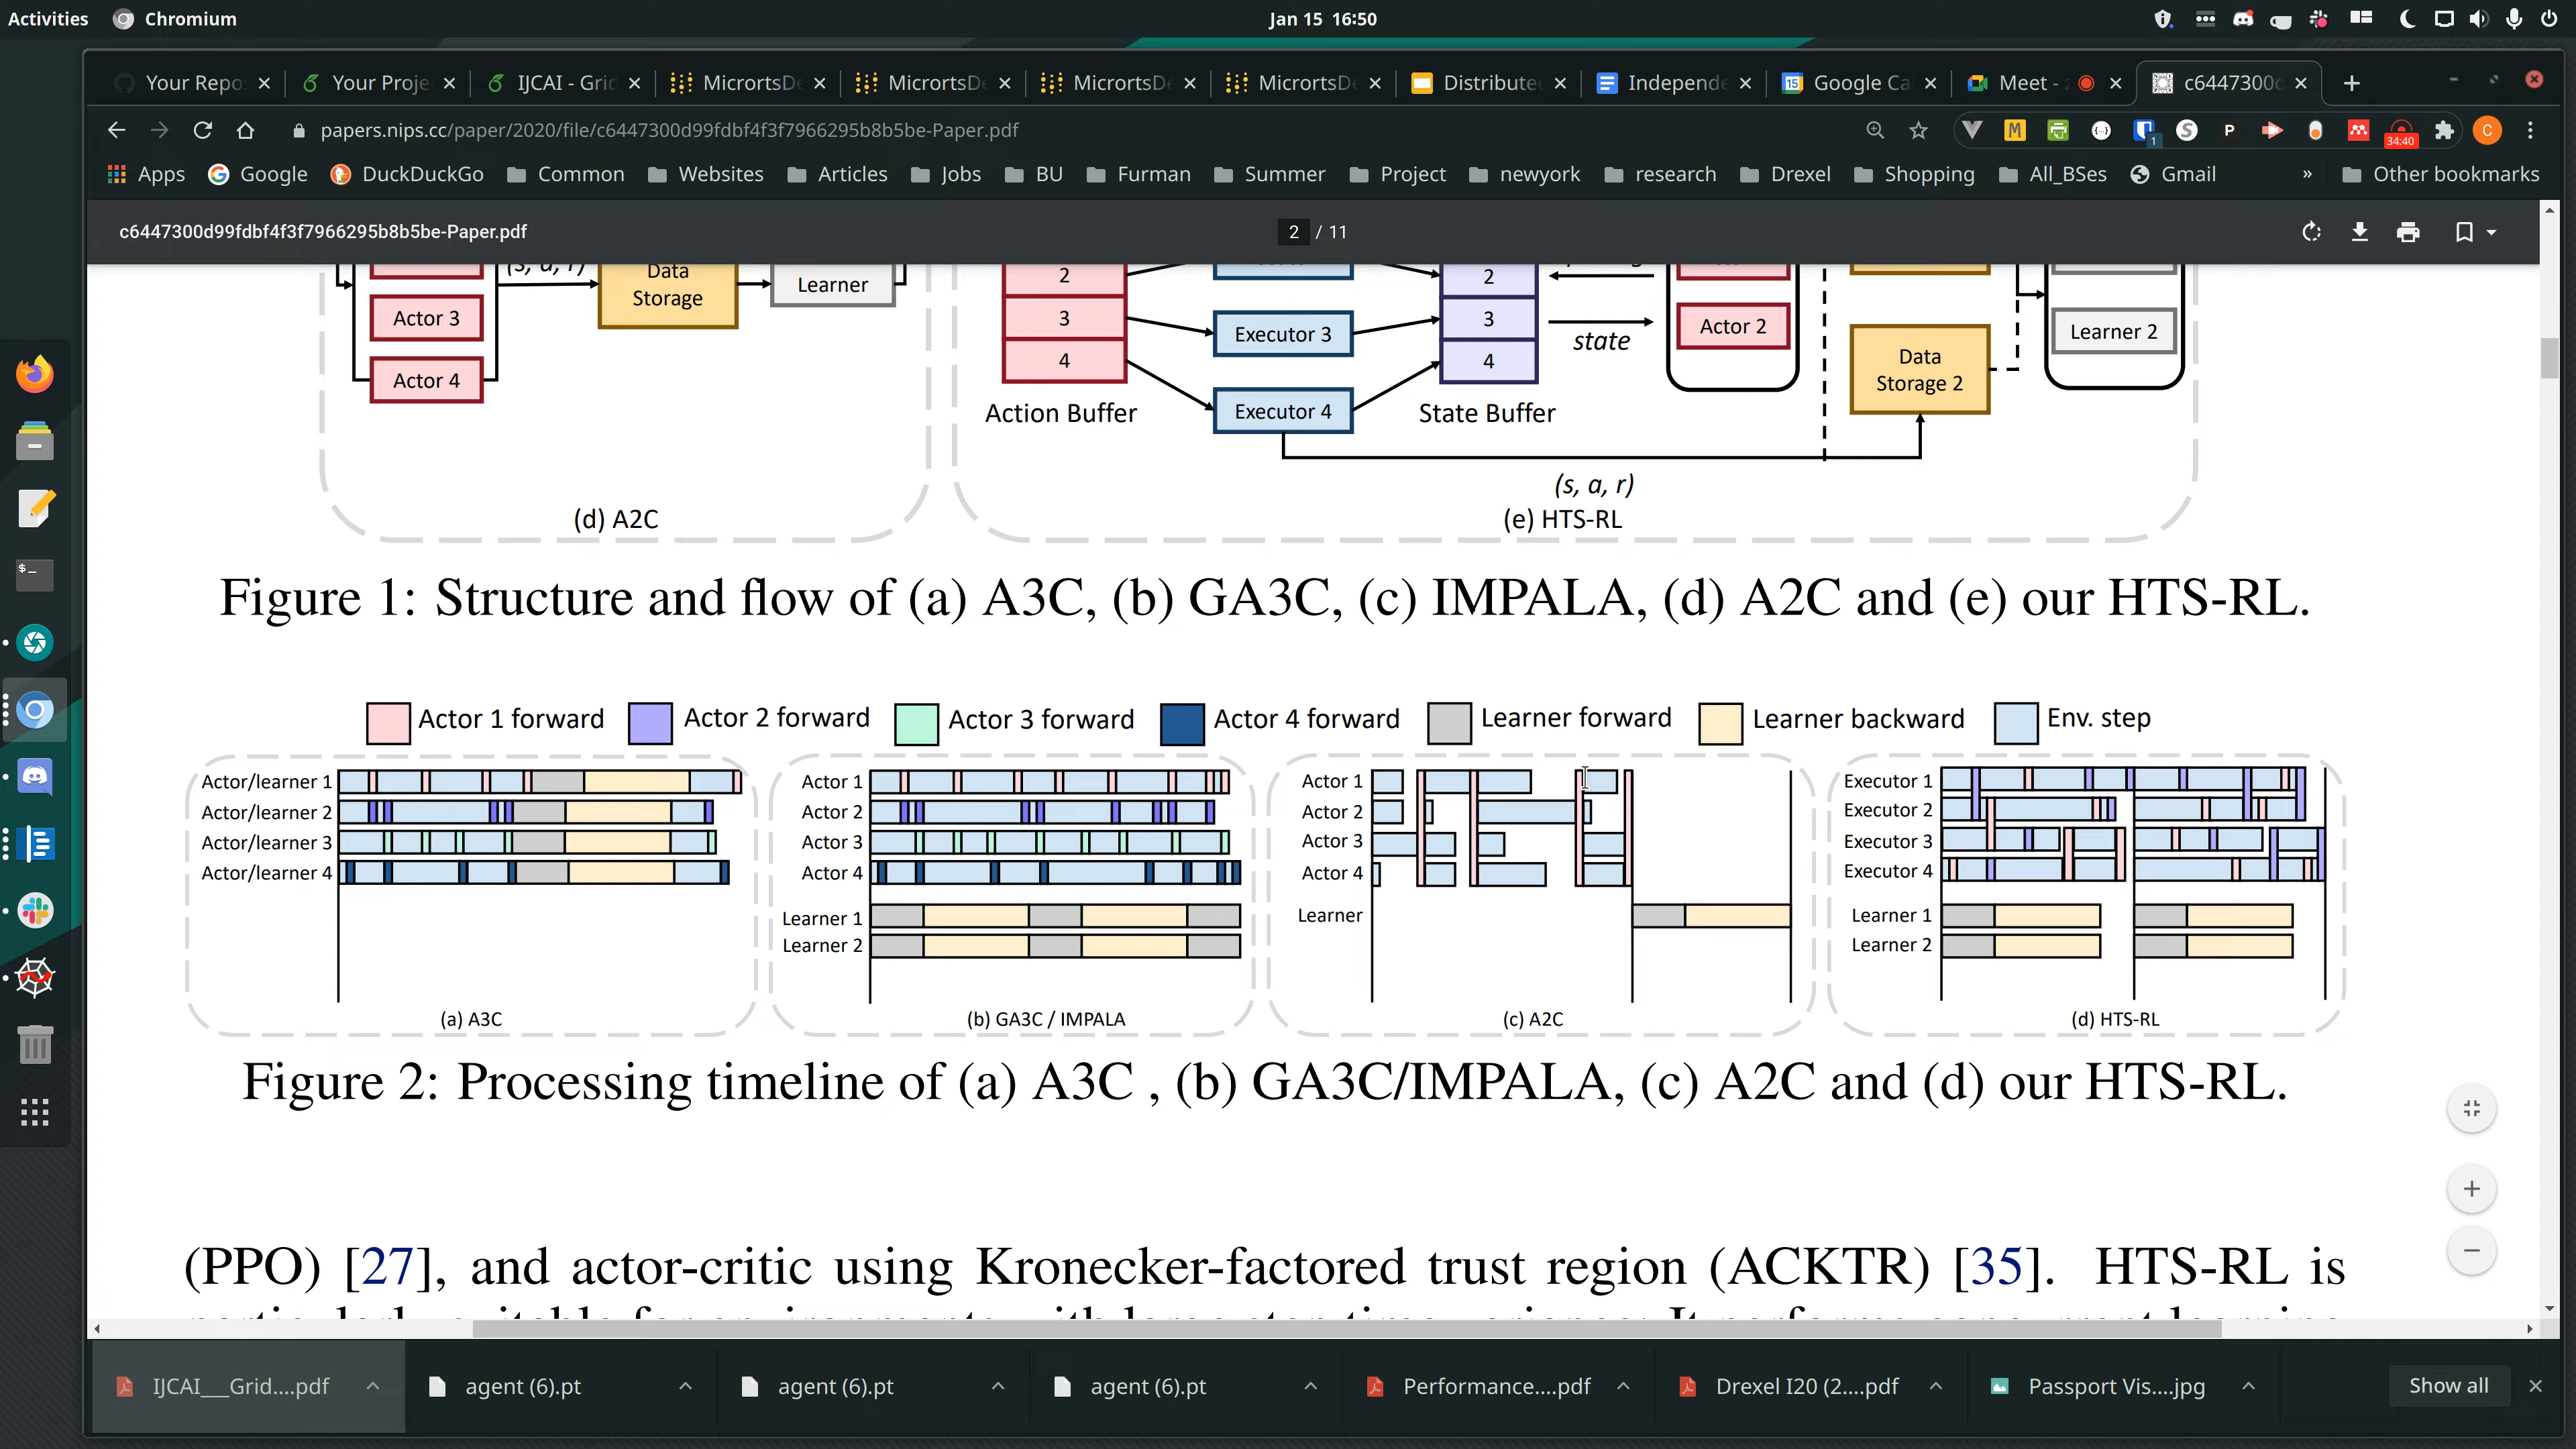 Activities Chromium Jan 15 16:50
Your Repo Your Proje IJCAI - Grid MicrortsDe MicrortsDe MicrortsDe MicrortsDe Distributed Independe Google Ca Meet - c6447300d
papers.nips.cc/paper/2020/file/c6447300d99fdbf4f3f7966295b8b5be-Paper.pdf 1 34:40 C
Apps Google DuckDuckGo Common Websites Articles Jobs BU Furman Summer Project newyork research Drexel Shopping All_BSes Gmail » Other bookmarks
c6447300d99fdbf4f3f7966295b8b5be-Paper.pdf 2 / 11
(s, a, r)
Data Storage
Learner
Actor 3
Actor 4
(d) A2C
2
3
4
Action Buffer
Executor 3
Executor 4
2
3
4
State Buffer
state
Actor 2
Data Storage 2
Learner 2
(s, a, r)
(e) HTS-RL
Figure 1: Structure and flow of (a) A3C, (b) GA3C, (c) IMPALA, (d) A2C and (e) our HTS-RL.
Actor 1 forward Actor 2 forward Actor 3 forward Actor 4 forward Learner forward Learner backward Env. step
Actor/learner 1
Actor/learner 2
Actor/learner 3
Actor/learner 4
(a) A3C
Actor 1
Actor 2
Actor 3
Actor 4
Learner 1
Learner 2
(b) GA3C / IMPALA
Actor 1
Actor 2
Actor 3
Actor 4
Learner
(c) A2C
Executor 1
Executor 2
Executor 3
Executor 4
Learner 1
Learner 2
(d) HTS-RL
Figure 2: Processing timeline of (a) A3C , (b) GA3C/IMPALA, (c) A2C and (d) our HTS-RL.
(PPO) [27], and actor-critic using Kronecker-factored trust region (ACKTR) [35]. HTS-RL is
IJCAI___Grid....pdf agent (6).pt agent (6).pt agent (6).pt Performance....pdf Drexel I20 (2....pdf Passport Vis....jpg Show all